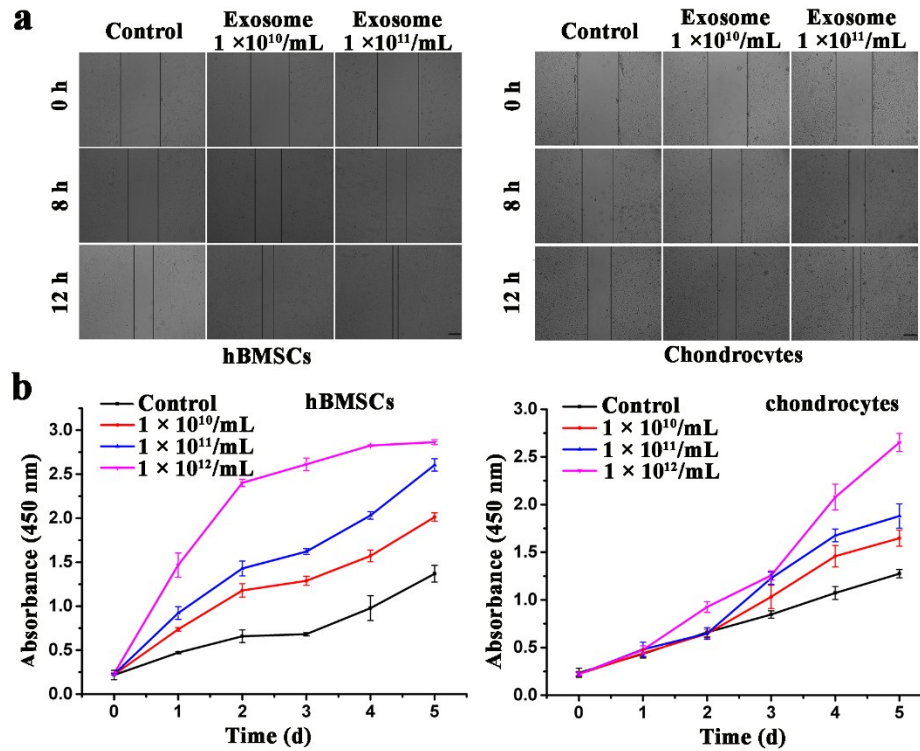 a
Control
Exosome
1 ×10¹⁰/mL
Exosome
1 ×10¹¹/mL
Control
Exosome
1 ×10¹⁰/mL
Exosome
1 ×10¹¹/mL
0 h
8 h
12 h
0 h
8 h
12 h
hBMSCs
Chondrocytes
b
hBMSCs
Control
1 × 10¹⁰/mL
1 × 10¹¹/mL
1 × 10¹²/mL
Absorbance (450 nm)
3.0
2.5
2.0
1.5
1.0
0.5
0.0
0 1 2 3 4 5
Time (d)
chondrocytes
Control
1 × 10¹⁰/mL
1 × 10¹¹/mL
1 × 10¹²/mL
Absorbance (450 nm)
3.0
2.5
2.0
1.5
1.0
0.5
0.0
0 1 2 3 4 5
Time (d)